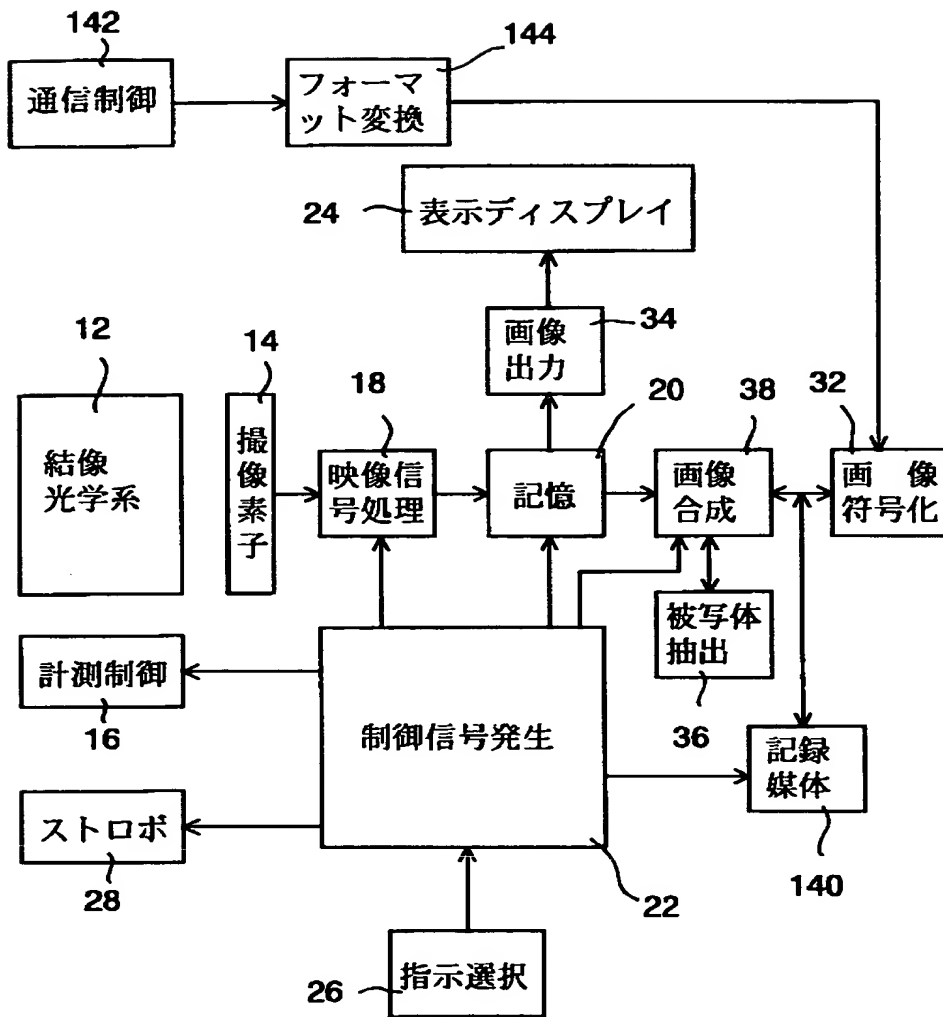 142
144
通信制御
フォーマ
ット変換
24
表示ディスプレイ
12
14
34
画像
出力
18
20
38
32
結像
光学系
撮像素子
映像信
号処理
記憶
画像
合成
画像
符号化
被写体
抽出
計測制御
16
制御信号発生
36
記録
媒体
ストロボ
28
22
140
26
指示選択